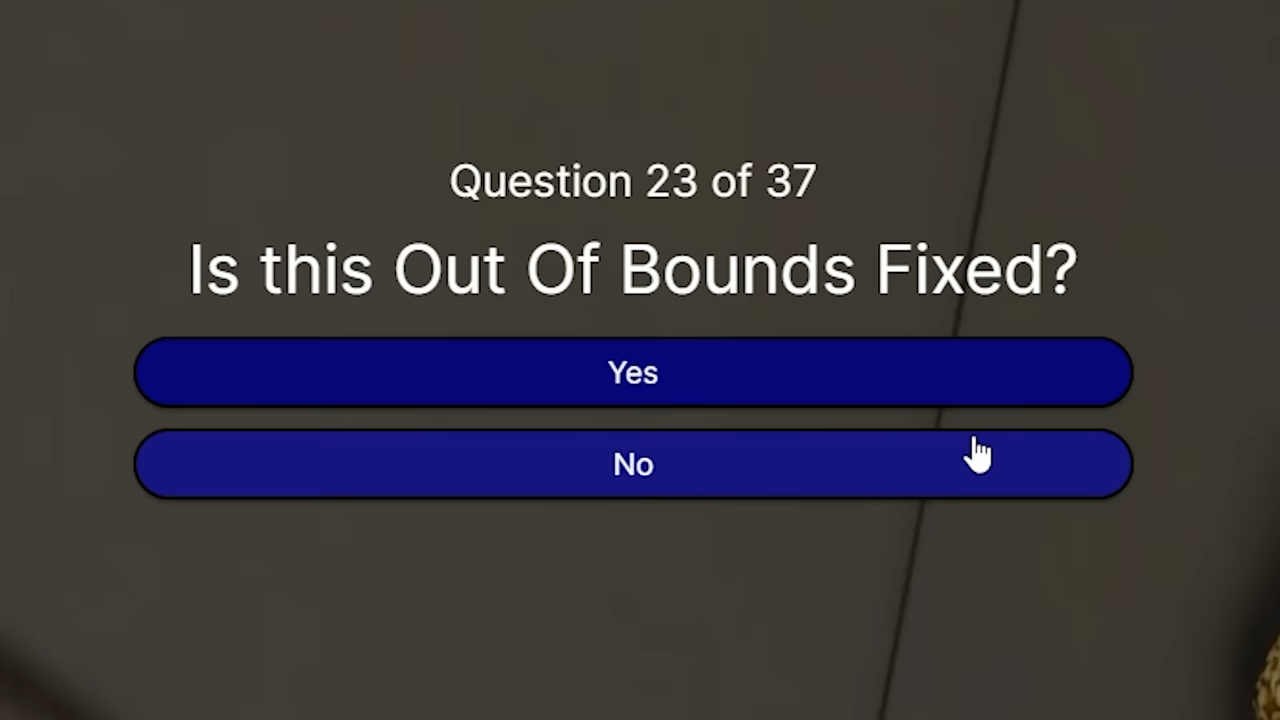 Question 23 of 37
Is this Out Of Bounds Fixed?
Yes
No